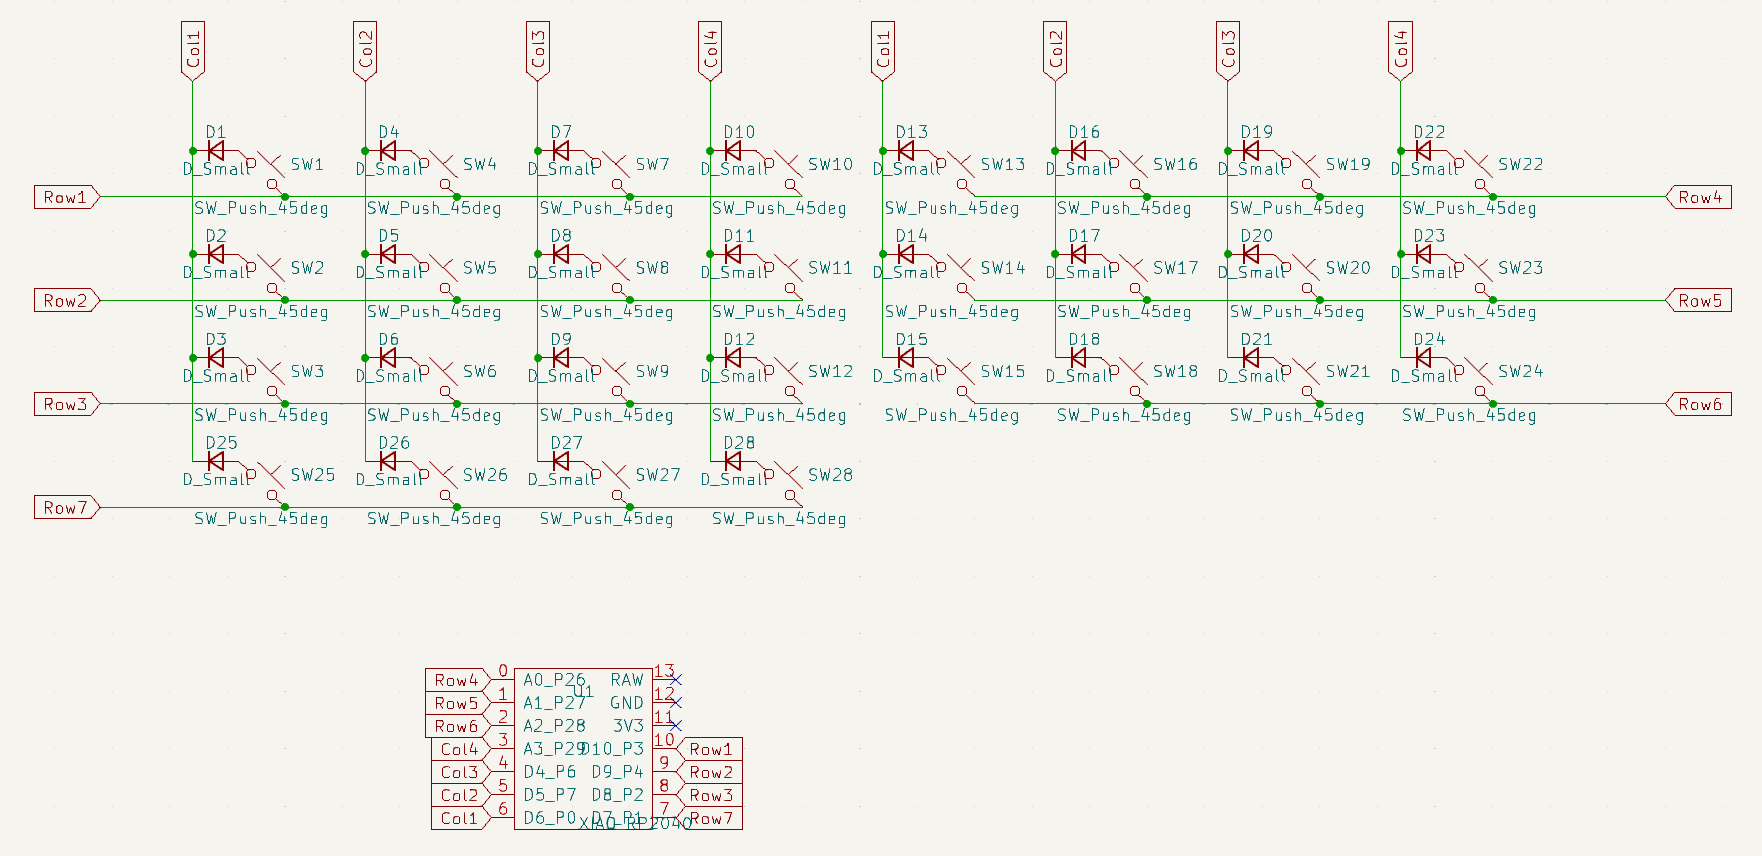 Col1 Col2 Col3 Col4 Col1 Col2 Col3 Col4
D1 D4 D7 D10 D13 D16 D19 D22
D_Small SW1 D_Small SW4 D_Small SW7 D_Small SW10 D_Small SW13 D_Small SW16 D_Small SW19 D_Small SW22
Row1 Row4
SW_Push_45deg SW_Push_45deg SW_Push_45deg SW_Push_45deg SW_Push_45deg SW_Push_45deg SW_Push_45deg SW_Push_45deg
D2 D5 D8 D11 D14 D17 D20 D23
D_Small SW2 D_Small SW5 D_Small SW8 D_Small SW11 D_Small SW14 D_Small SW17 D_Small SW20 D_Small SW23
Row2 Row5
SW_Push_45deg SW_Push_45deg SW_Push_45deg SW_Push_45deg SW_Push_45deg SW_Push_45deg SW_Push_45deg SW_Push_45deg
D3 D6 D9 D12 D15 D18 D21 D24
D_Small SW3 D_Small SW6 D_Small SW9 D_Small SW12 D_Small SW15 D_Small SW18 D_Small SW21 D_Small SW24
Row3 Row6
SW_Push_45deg SW_Push_45deg SW_Push_45deg SW_Push_45deg SW_Push_45deg SW_Push_45deg SW_Push_45deg SW_Push_45deg
D25 D26 D27 D28
D_Small SW25 D_Small SW26 D_Small SW27 D_Small SW28
Row7
SW_Push_45deg SW_Push_45deg SW_Push_45deg SW_Push_45deg
Row4 0 A0_P26 RAW 13
U1
Row5 1 A1_P27 GND 12
Row6 2 A2_P28 3V3 11
Col4 3 A3_P29 D10_P3 10 Row1
Col3 4 D4_P6 D9_P4 9 Row2
Col2 5 D5_P7 D8_P2 8 Row3
Col1 6 D6_P0 D7_P1 7 Row7
XIAO-RP2040